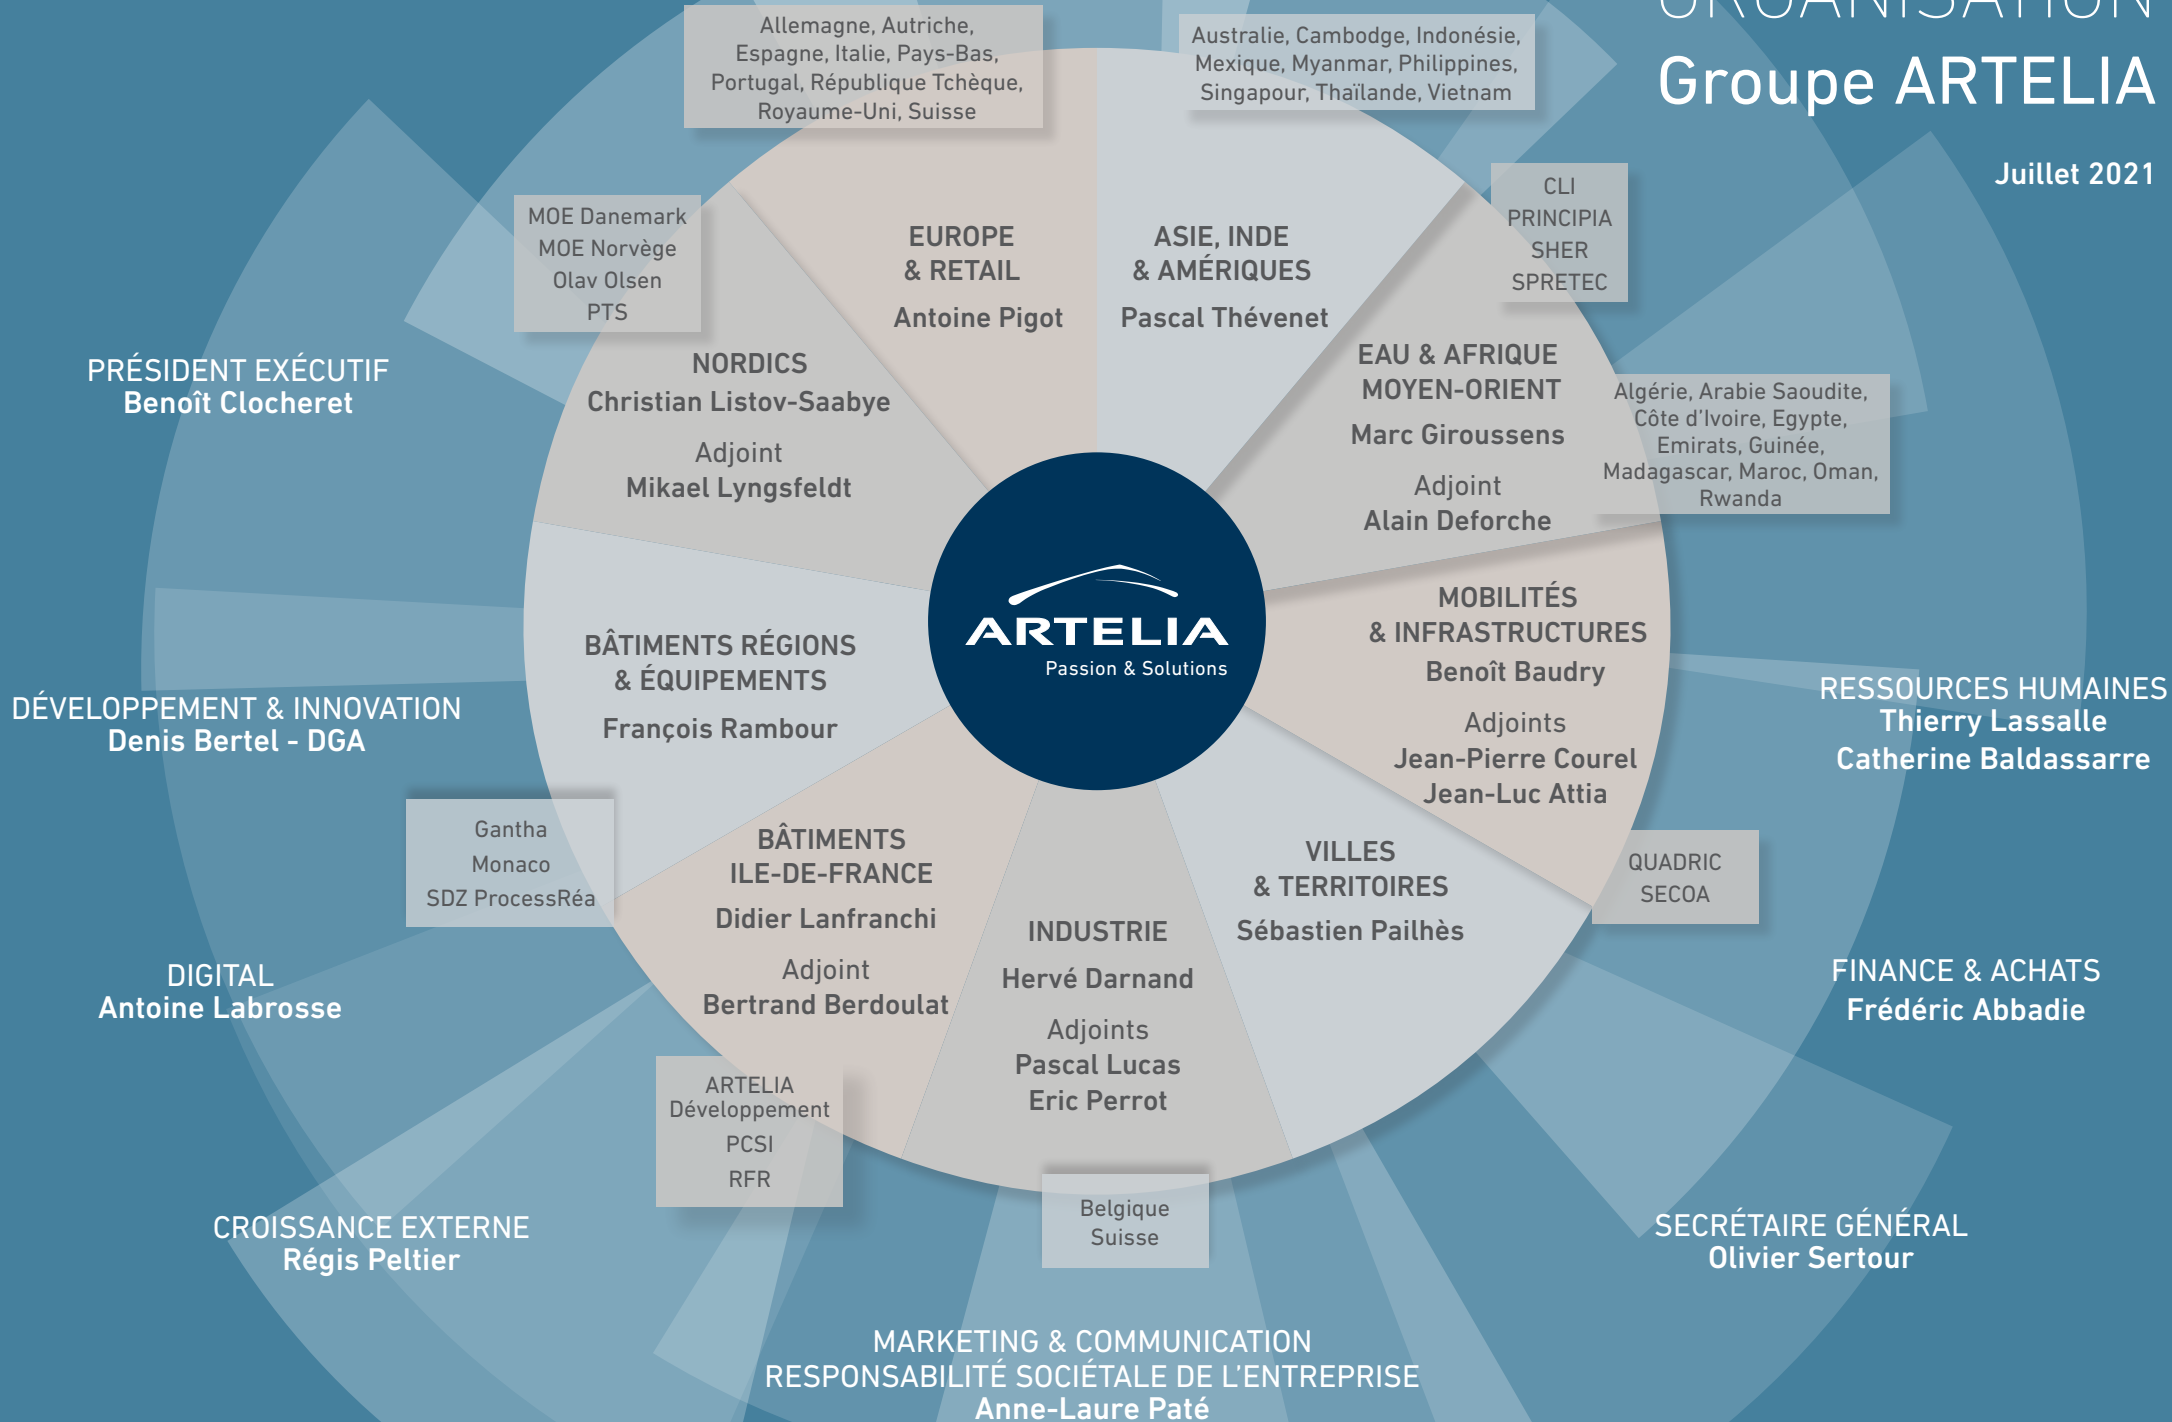 ORGANISATION
Groupe ARTELIA
Juillet 2021
Allemagne, Autriche,
Espagne, Italie, Pays-Bas,
Portugal, République Tchèque,
Royaume-Uni, Suisse
Australie, Cambodge, Indonésie,
Mexique, Myanmar, Philippines,
Singapour, Thaïlande, Vietnam
CLI
PRINCIPIA
SHER
SPRETEC
MOE Danemark
MOE Norvège
Olav Olsen
PTS
EUROPE
& RETAIL
Antoine Pigot
ASIE, INDE
& AMÉRIQUES
Pascal Thévenet
NORDICS
Christian Listov-Saabye
Adjoint
Mikael Lyngsfeldt
EAU & AFRIQUE
MOYEN-ORIENT
Marc Giroussens
Adjoint
Alain Deforche
Algérie, Arabie Saoudite,
Côte d'Ivoire, Egypte,
Emirats, Guinée,
Madagascar, Maroc, Oman,
Rwanda
PRÉSIDENT EXÉCUTIF
Benoît Clocheret
ARTELIA
Passion & Solutions
MOBILITÉS
& INFRASTRUCTURES
Benoît Baudry
Adjoints
Jean-Pierre Courel
Jean-Luc Attia
BÂTIMENTS RÉGIONS
& ÉQUIPEMENTS
François Rambour
DÉVELOPPEMENT & INNOVATION
Denis Bertel - DGA
RESSOURCES HUMAINES
Thierry Lassalle
Catherine Baldassarre
Gantha
Monaco
SDZ ProcessRéa
BÂTIMENTS
ILE-DE-FRANCE
Didier Lanfranchi
Adjoint
Bertrand Berdoulat
INDUSTRIE
Hervé Darnand
Adjoints
Pascal Lucas
Eric Perrot
VILLES
& TERRITOIRES
Sébastien Pailhès
QUADRIC
SECOA
DIGITAL
Antoine Labrosse
FINANCE & ACHATS
Frédéric Abbadie
ARTELIA
Développement
PCSI
RFR
Belgique
Suisse
CROISSANCE EXTERNE
Régis Peltier
SECRÉTAIRE GÉNÉRAL
Olivier Sertour
MARKETING & COMMUNICATION
RESPONSABILITÉ SOCIÉTALE DE L'ENTREPRISE
Anne-Laure Paté